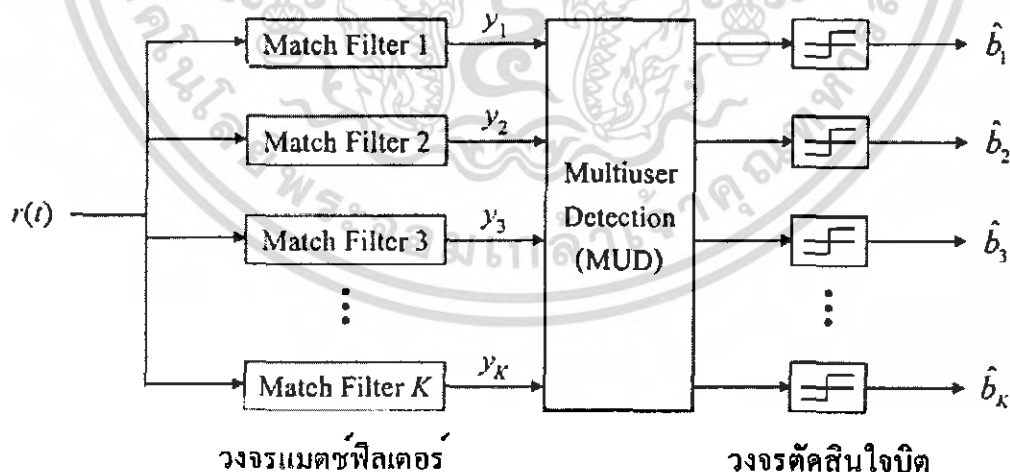 r(t)
Match Filter 1
y₁
b̂₁
Match Filter 2
y₂
b̂₂
Match Filter 3
y₃
b̂₃
Match Filter K
y_K
b̂_K
Multiuser
Detection
(MUD)
วงจรแมตช์ฟิลเตอร์
วงจรตัดสินใจบิต